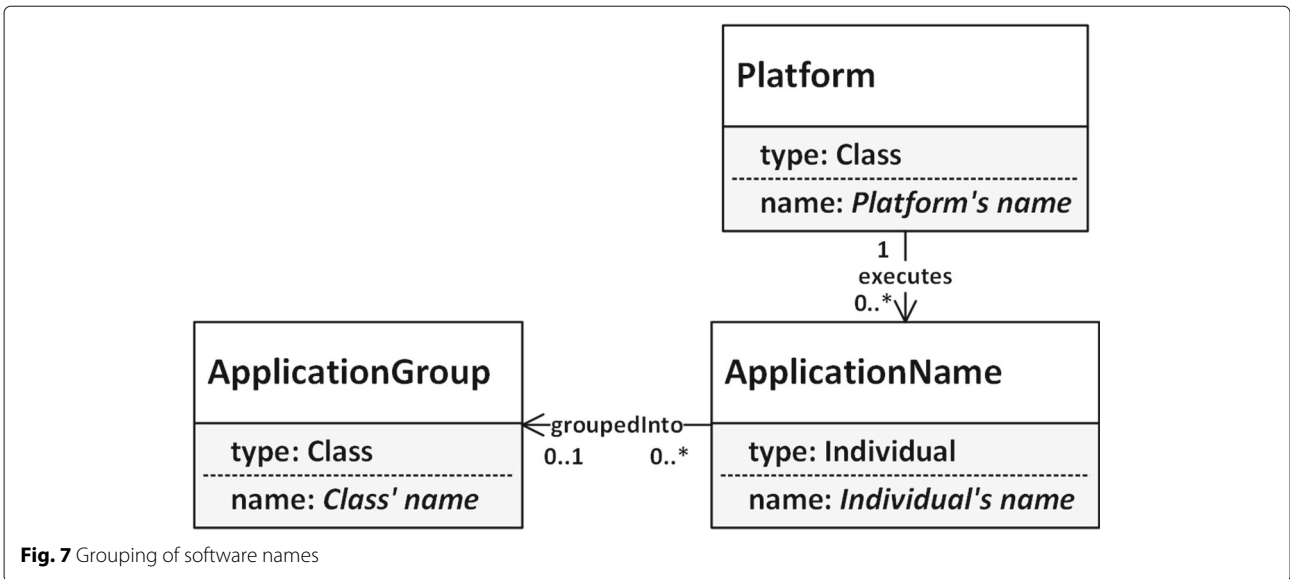 Platform
type: Class
name: Platform's name
1
executes
0..*
ApplicationGroup
type: Class
name: Class' name
groupedInto
0..1 0..*
ApplicationName
type: Individual
name: Individual's name
Fig. 7 Grouping of software names